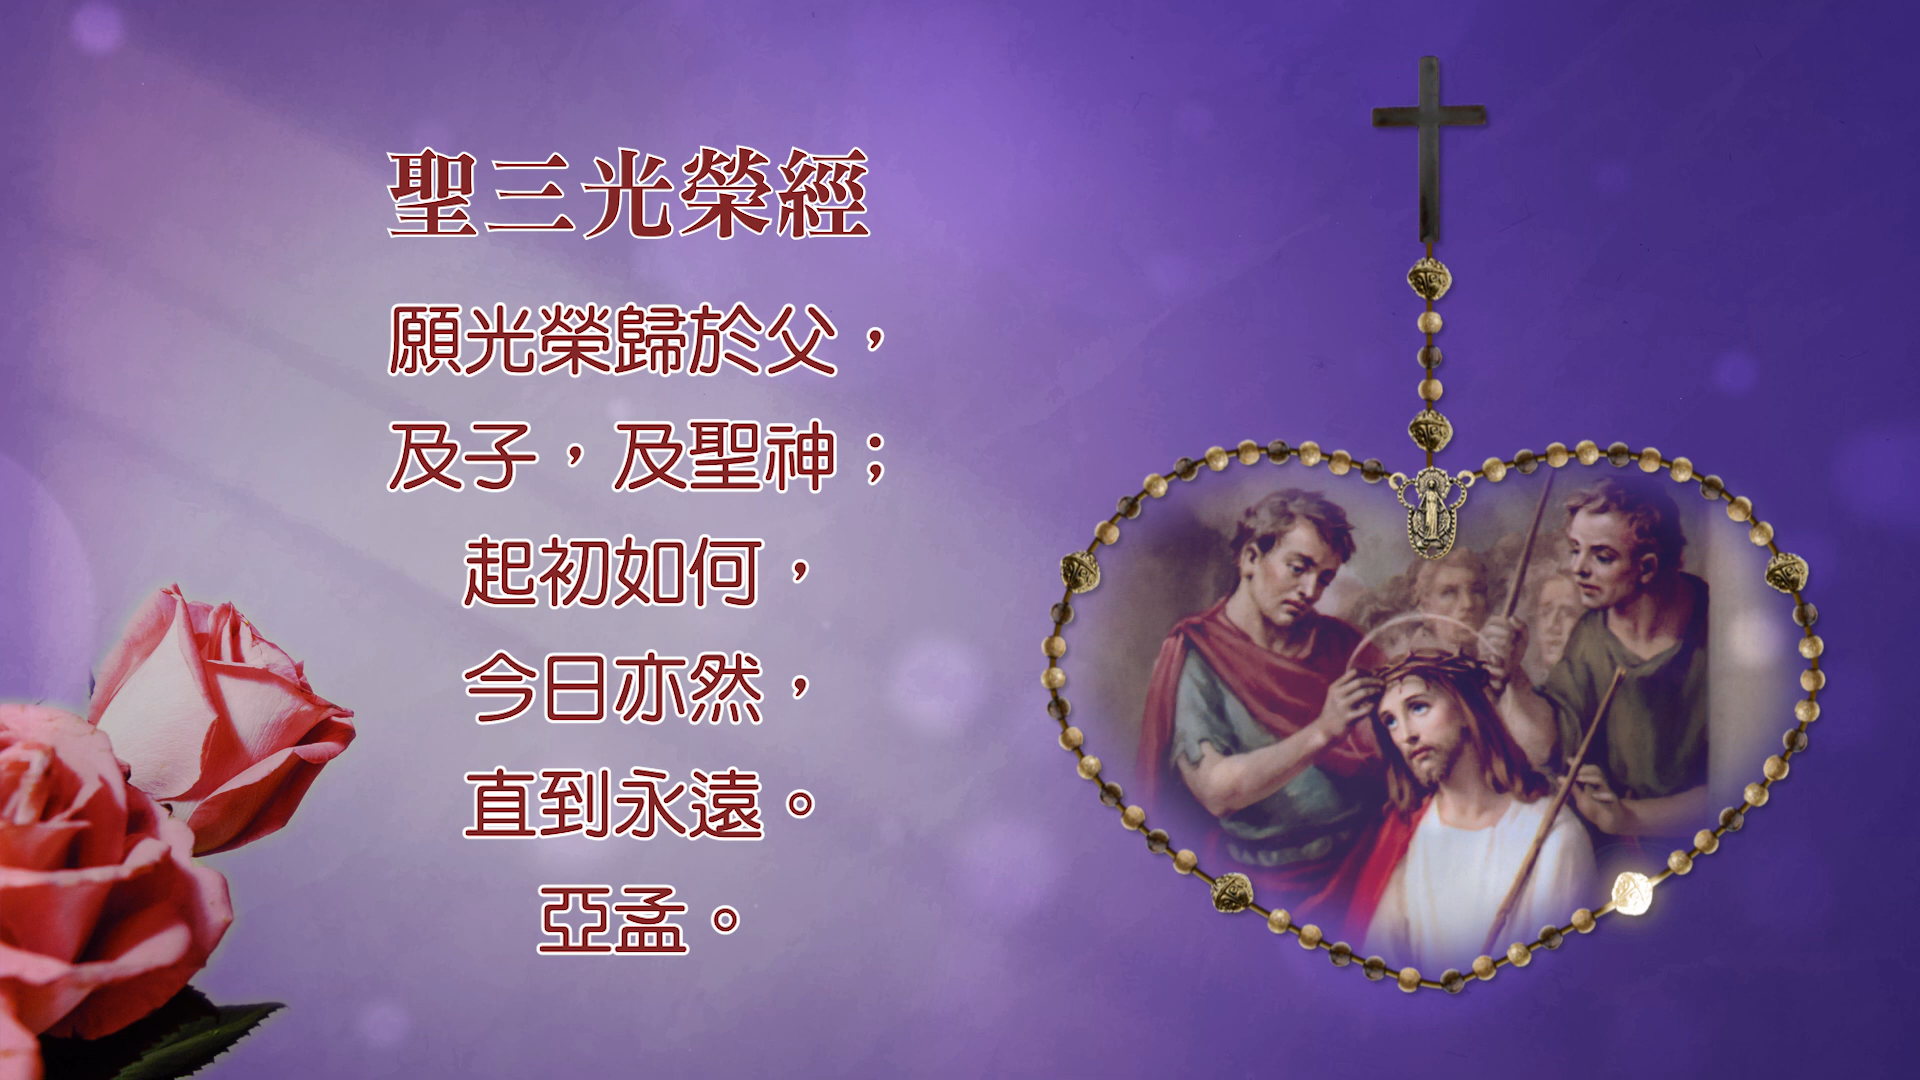 聖三光榮經
願光榮歸於父，
及子，及聖神；
起初如何，
今日亦然，
直到永遠。
亞孟。